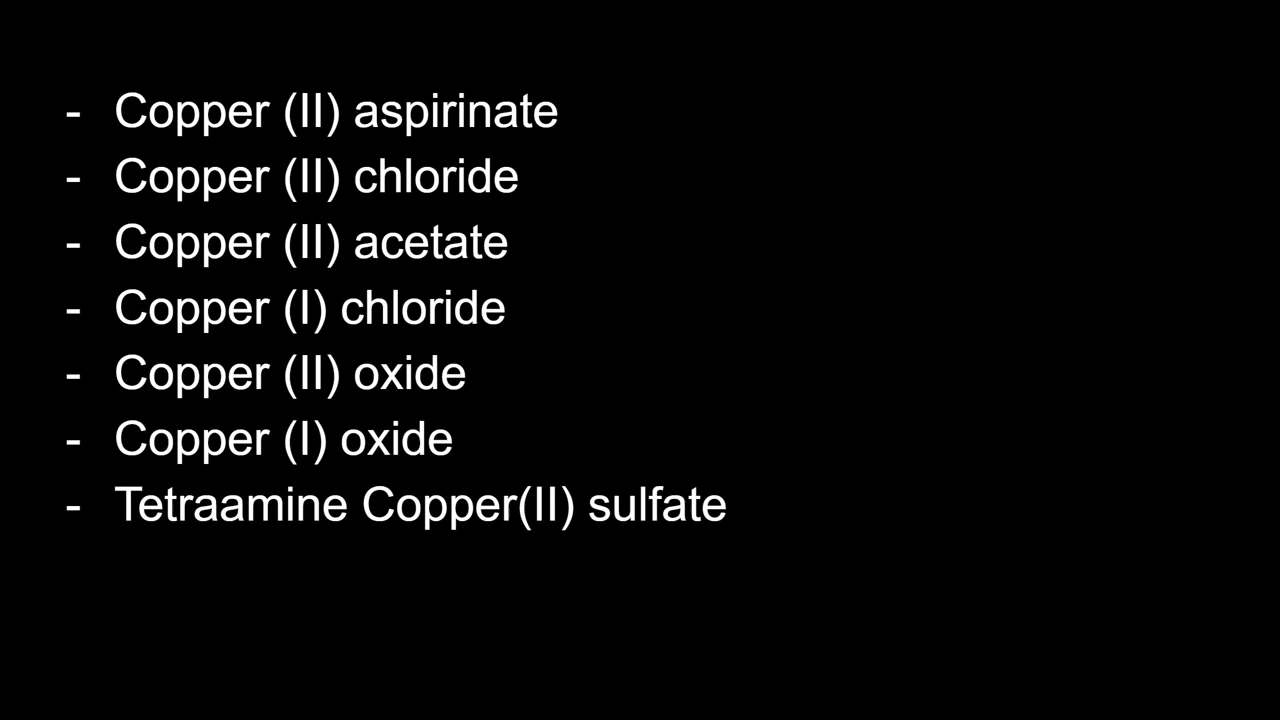 - Copper (II) aspirinate
- Copper (II) chloride
- Copper (II) acetate
- Copper (I) chloride
- Copper (II) oxide
- Copper (I) oxide
- Tetraamine Copper(II) sulfate